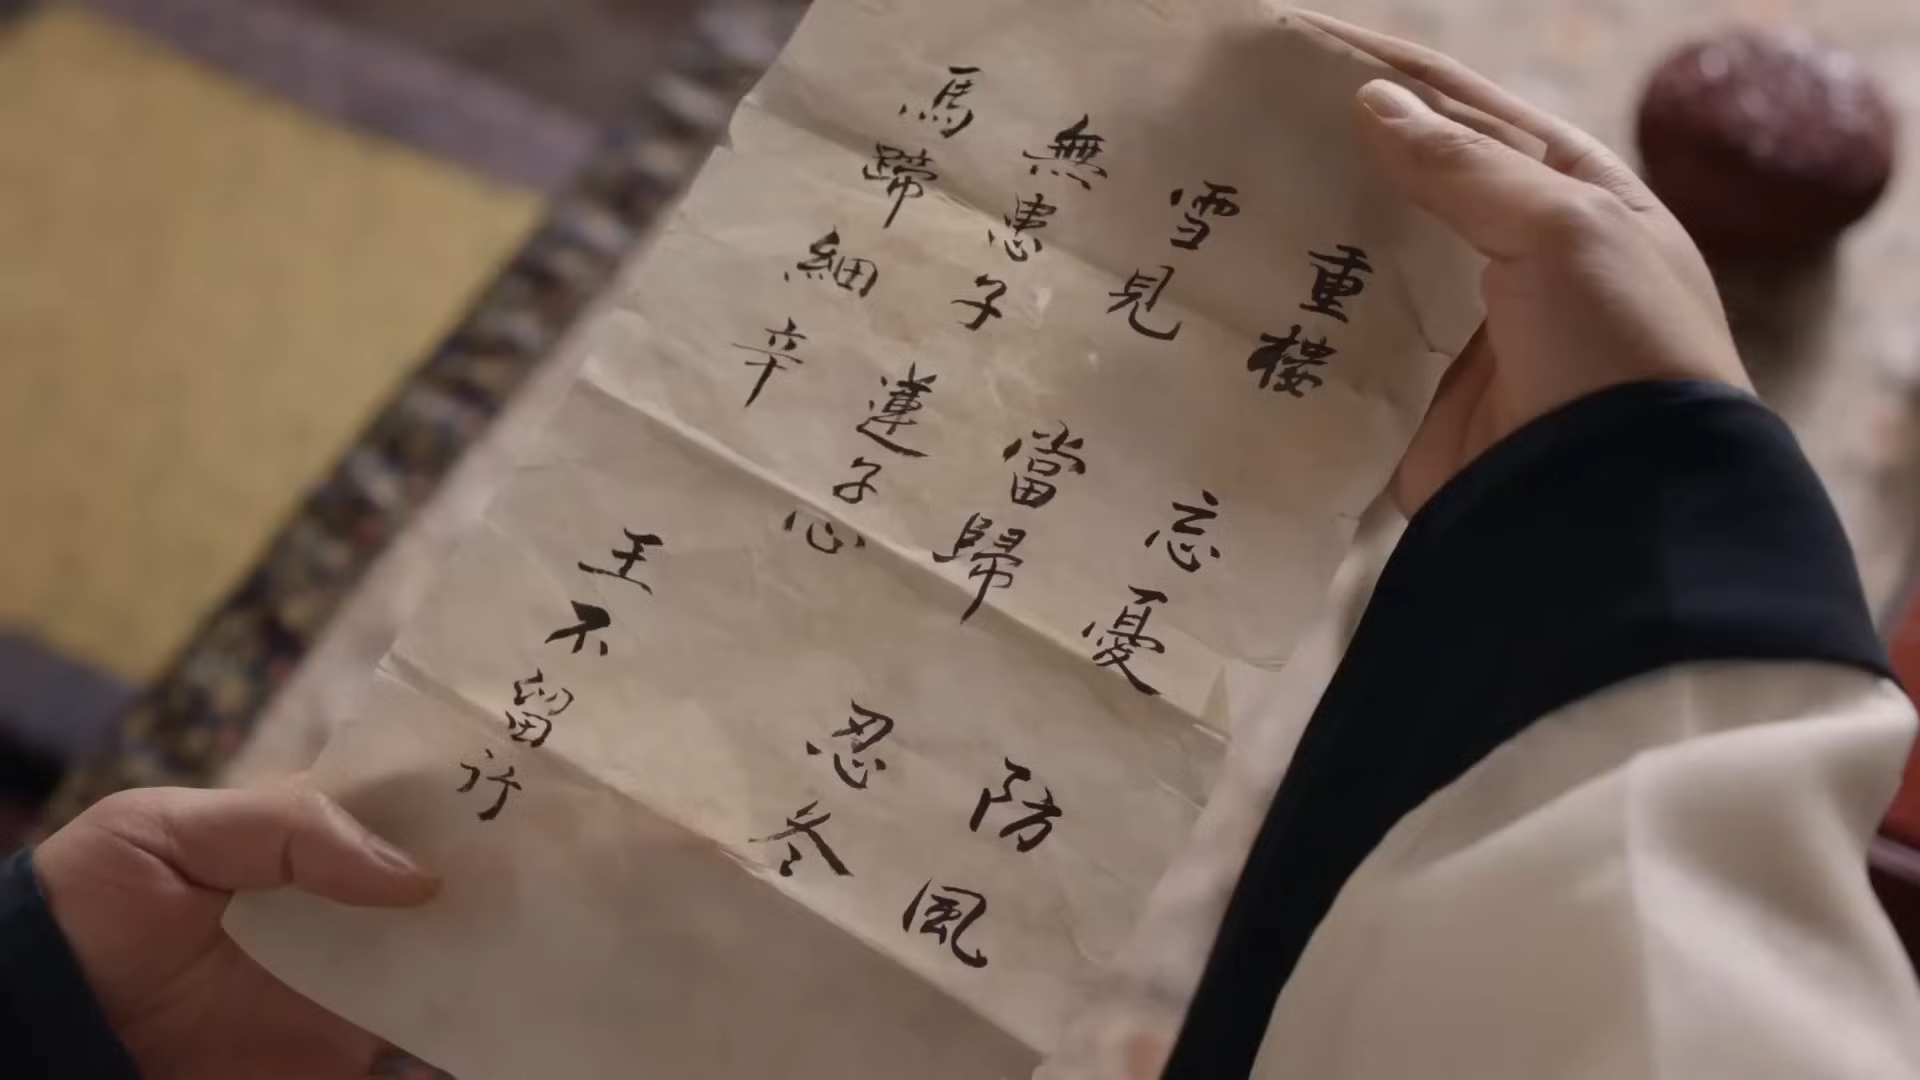 重樓 忘憂 防風
雪見 當歸 忍冬
無患子 蓮子心
馬蹄 細辛 王不留行